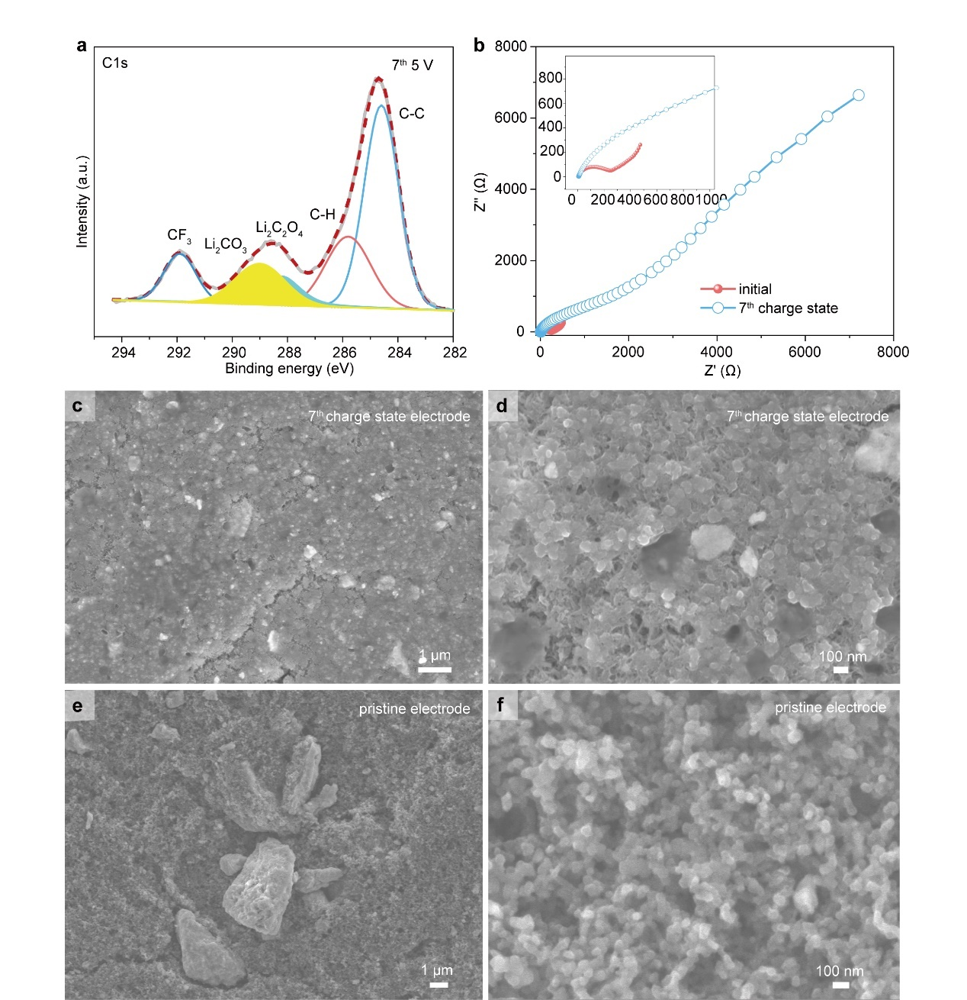 a
C1s
7th 5 V
C-C
C-H
Li2C2O4
Li2CO3
CF3
Intensity (a.u.)
294 292 290 288 286 284 282
Binding energy (eV)
b
8000
6000
4000
2000
0
Z'' (Ω)
800
600
400
200
0
0 200 400 600 800 1000
initial
7th charge state
0 2000 4000 6000 8000
Z' (Ω)
c
7th charge state electrode
1 µm
d
7th charge state electrode
100 nm
e
pristine electrode
1 µm
f
pristine electrode
100 nm